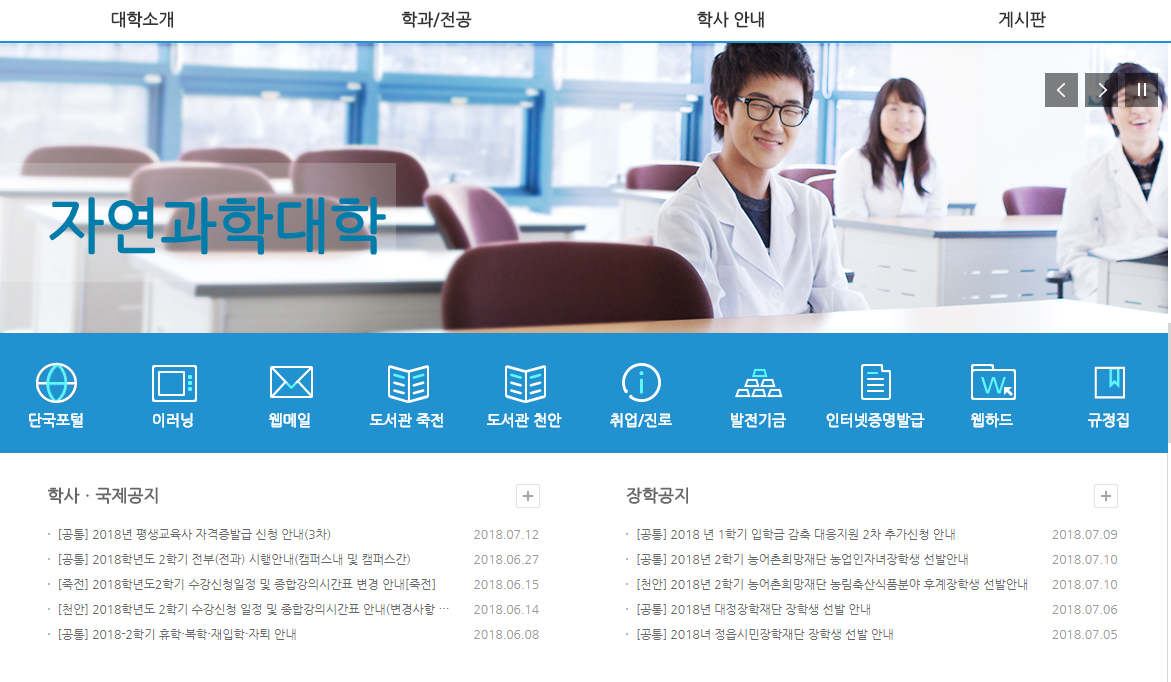 대학소개 학과/전공 학사 안내 게시판
자연과학대학
단국포털 이러닝 웹메일 도서관 죽전 도서관 천안 취업/진로 발전기금 인터넷증명발급 웹하드 규정집
학사 · 국제공지
· [공통] 2018년 평생교육사 자격증발급 신청 안내(3차) 2018.07.12
· [공통] 2018학년도 2학기 전부(전과) 시행안내(캠퍼스내 및 캠퍼스간) 2018.06.27
· [죽전] 2018학년도2학기 수강신청일정 및 종합강의시간표 변경 안내[죽전] 2018.06.15
· [천안] 2018학년도 2학기 수강신청 일정 및 종합강의시간표 안내(변경사항 … 2018.06.14
· [공통] 2018-2학기 휴학·복학·재입학·자퇴 안내 2018.06.08
장학공지
· [공통] 2018 년 1학기 입학금 감축 대응지원 2차 추가신청 안내 2018.07.09
· [공통] 2018년 2학기 농어촌희망재단 농업인자녀장학생 선발안내 2018.07.10
· [천안] 2018년 2학기 농어촌희망재단 농림축산식품분야 후계장학생 선발안내 2018.07.10
· [공통] 2018년 대정장학재단 장학생 선발 안내 2018.07.06
· [공통] 2018녀 정읍시민장학재단 장학생 선발 안내 2018.07.05